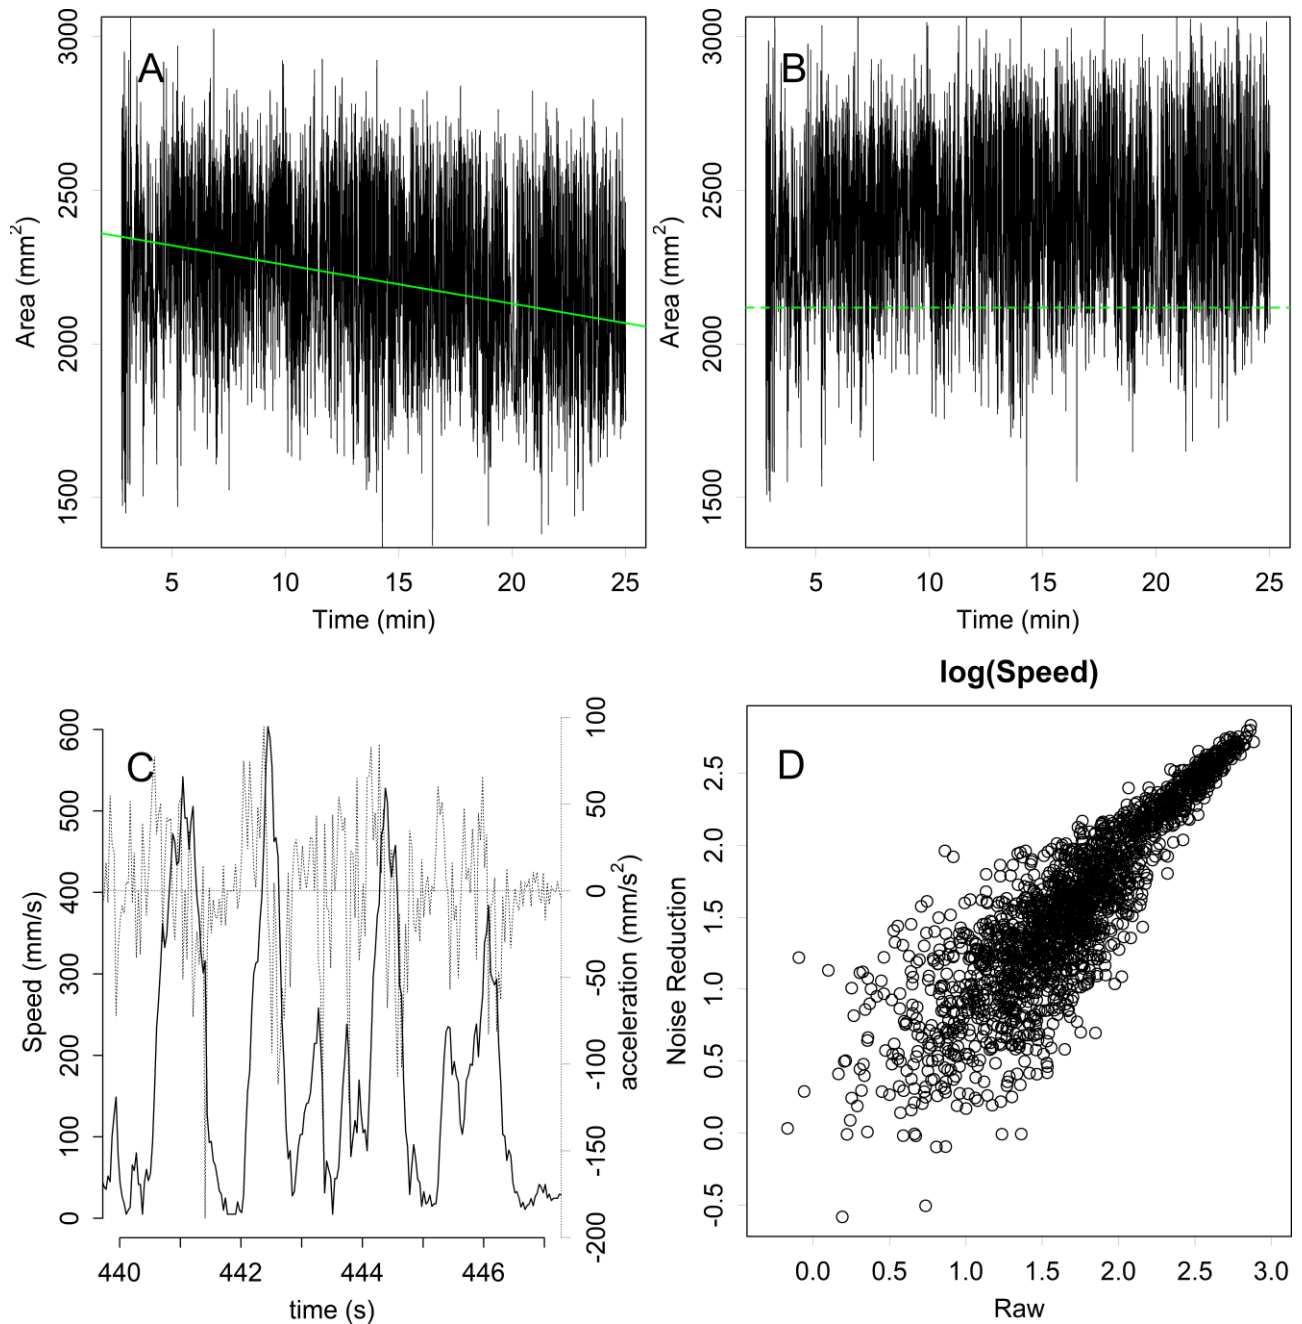 A
3000
2500
2000
1500
Area (mm²)
5 10 15 20 25
Time (min)
B
3000
2500
2000
1500
Area (mm²)
5 10 15 20 25
Time (min)
C
600
500
400
300
200
100
0
Speed (mm/s)
100
50
0
-50
-100
-150
-200
acceleration (mm/s²)
440 442 444 446
time (s)
log(Speed)
D
2.5
2.0
1.5
1.0
0.5
0.0
-0.5
Noise Reduction
0.0 0.5 1.0 1.5 2.0 2.5 3.0
Raw